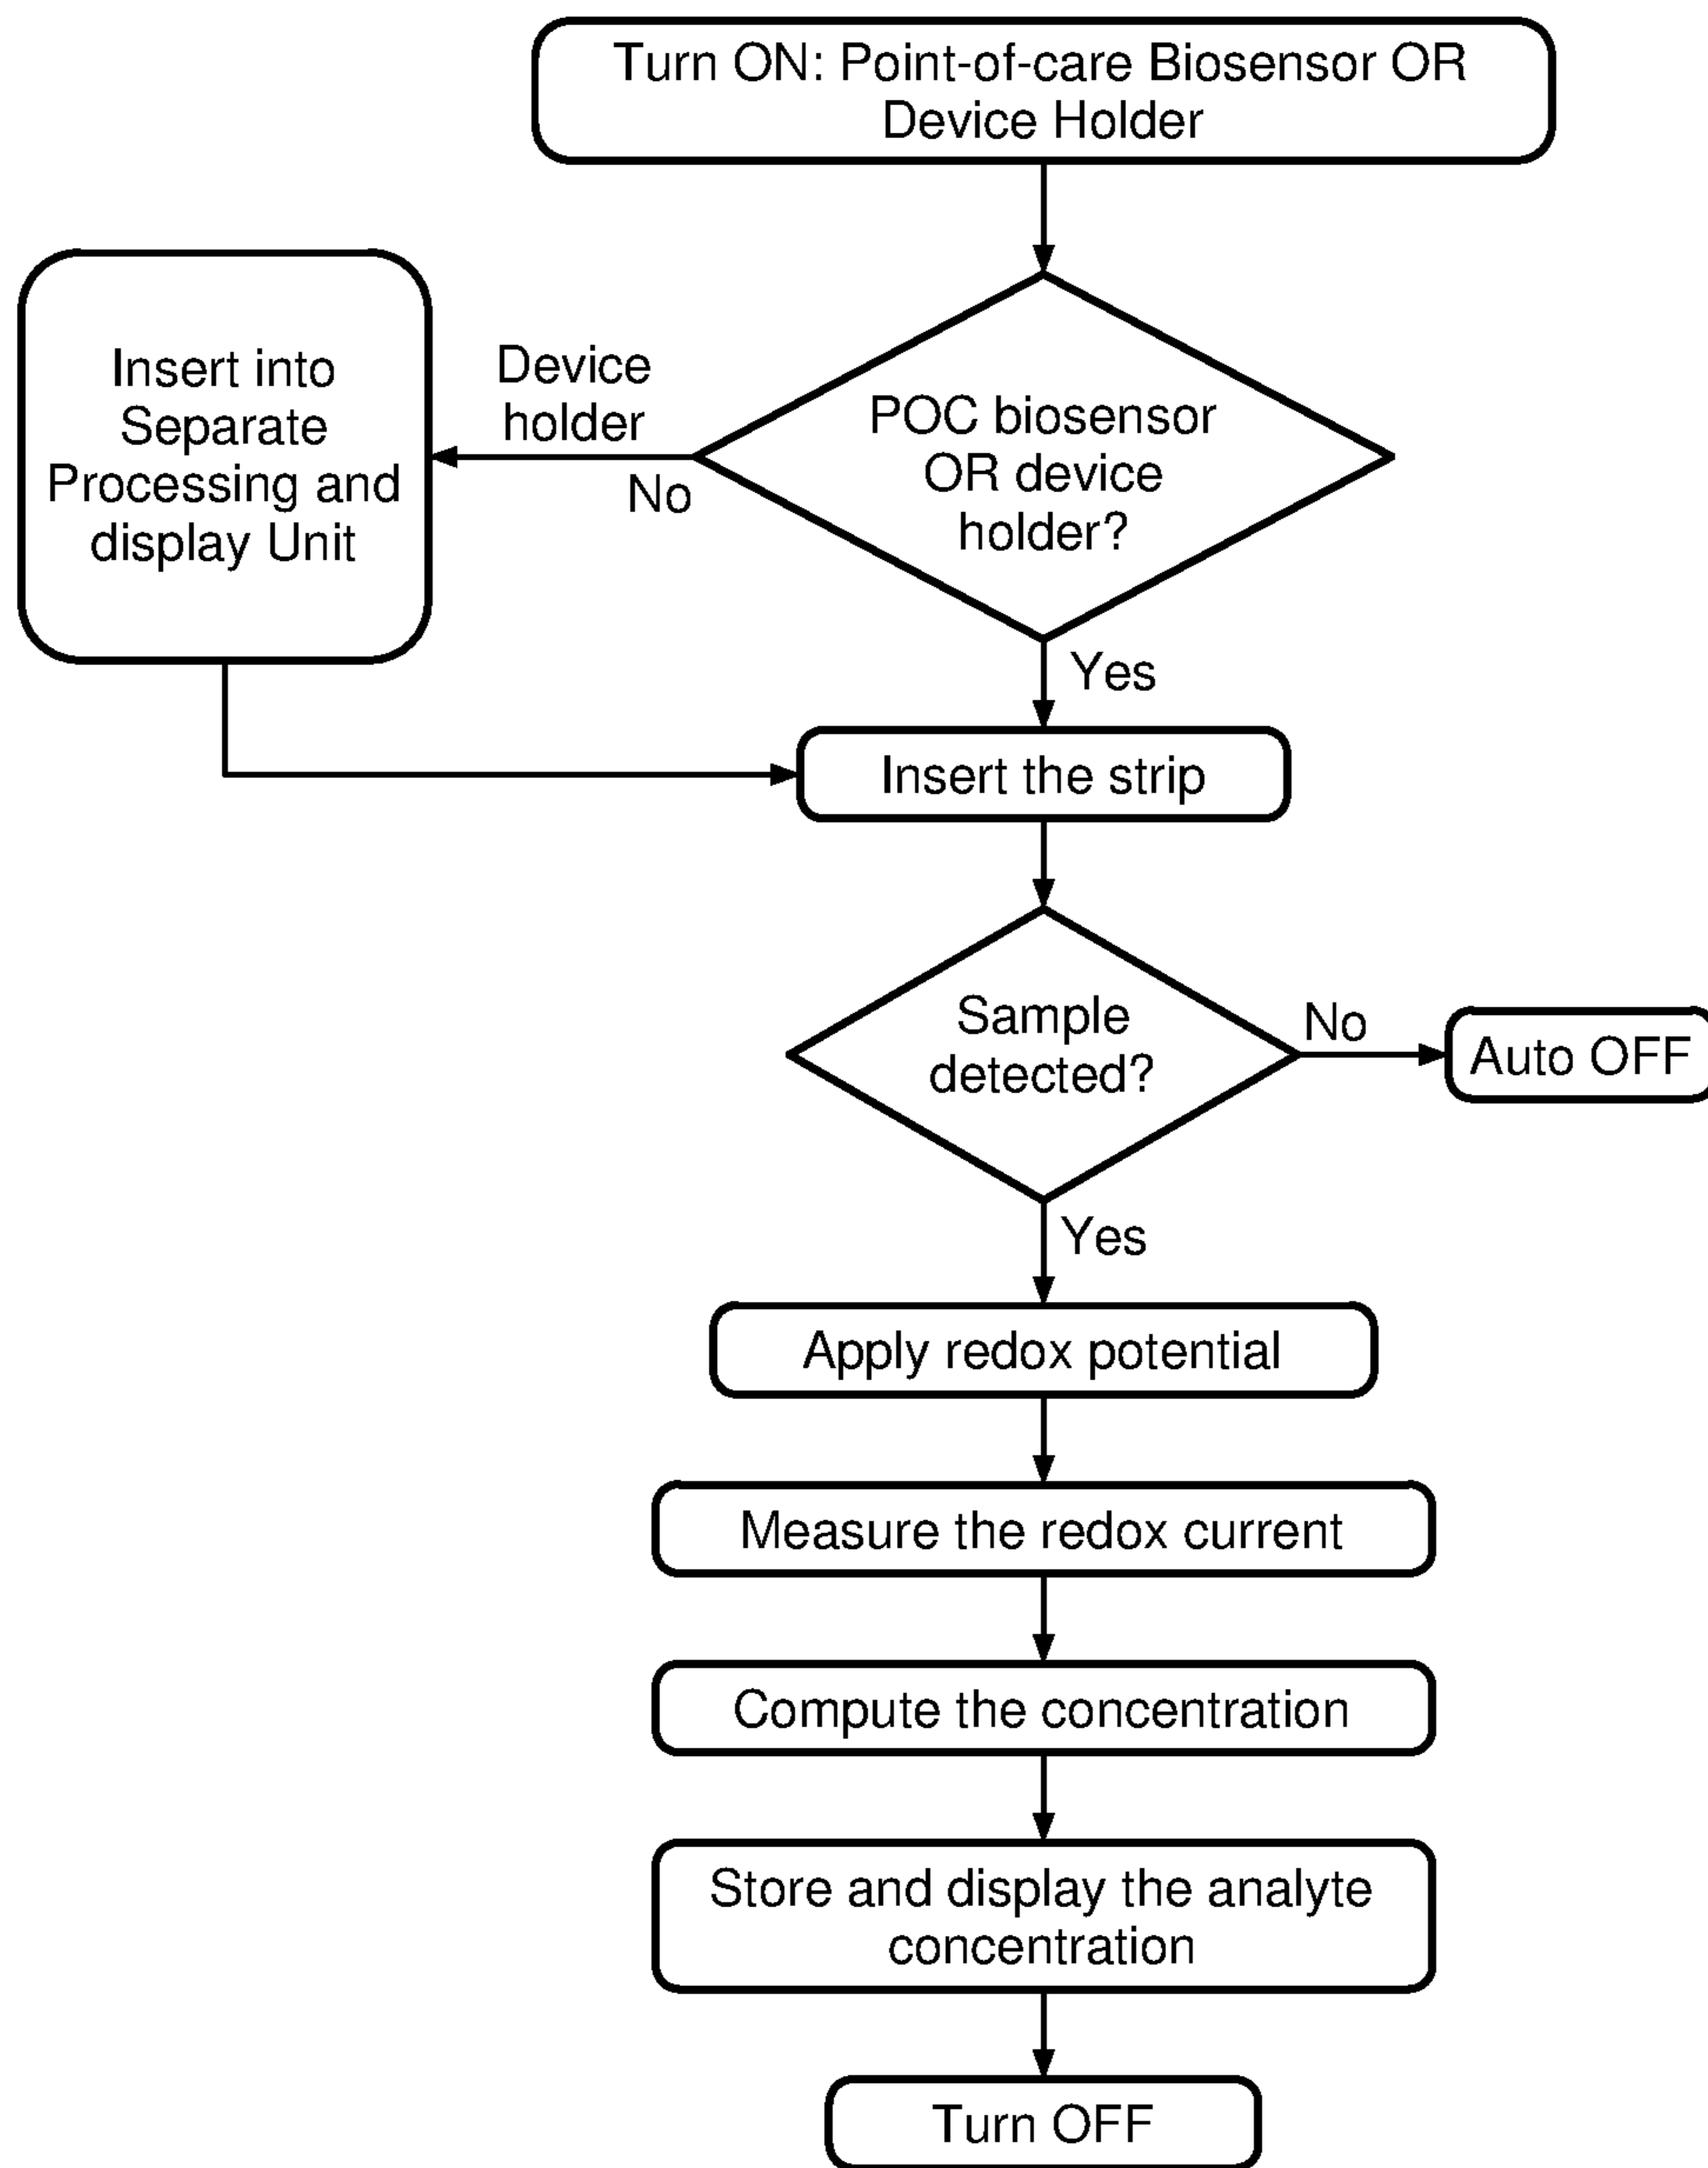 Turn ON: Point-of-care Biosensor OR
Device Holder
Insert into
Separate
Processing and
display Unit
Device
holder
No
POC biosensor
OR device
holder?
Yes
Insert the strip
Sample
detected?
No
Auto OFF
Yes
Apply redox potential
Measure the redox current
Compute the concentration
Store and display the analyte
concentration
Turn OFF